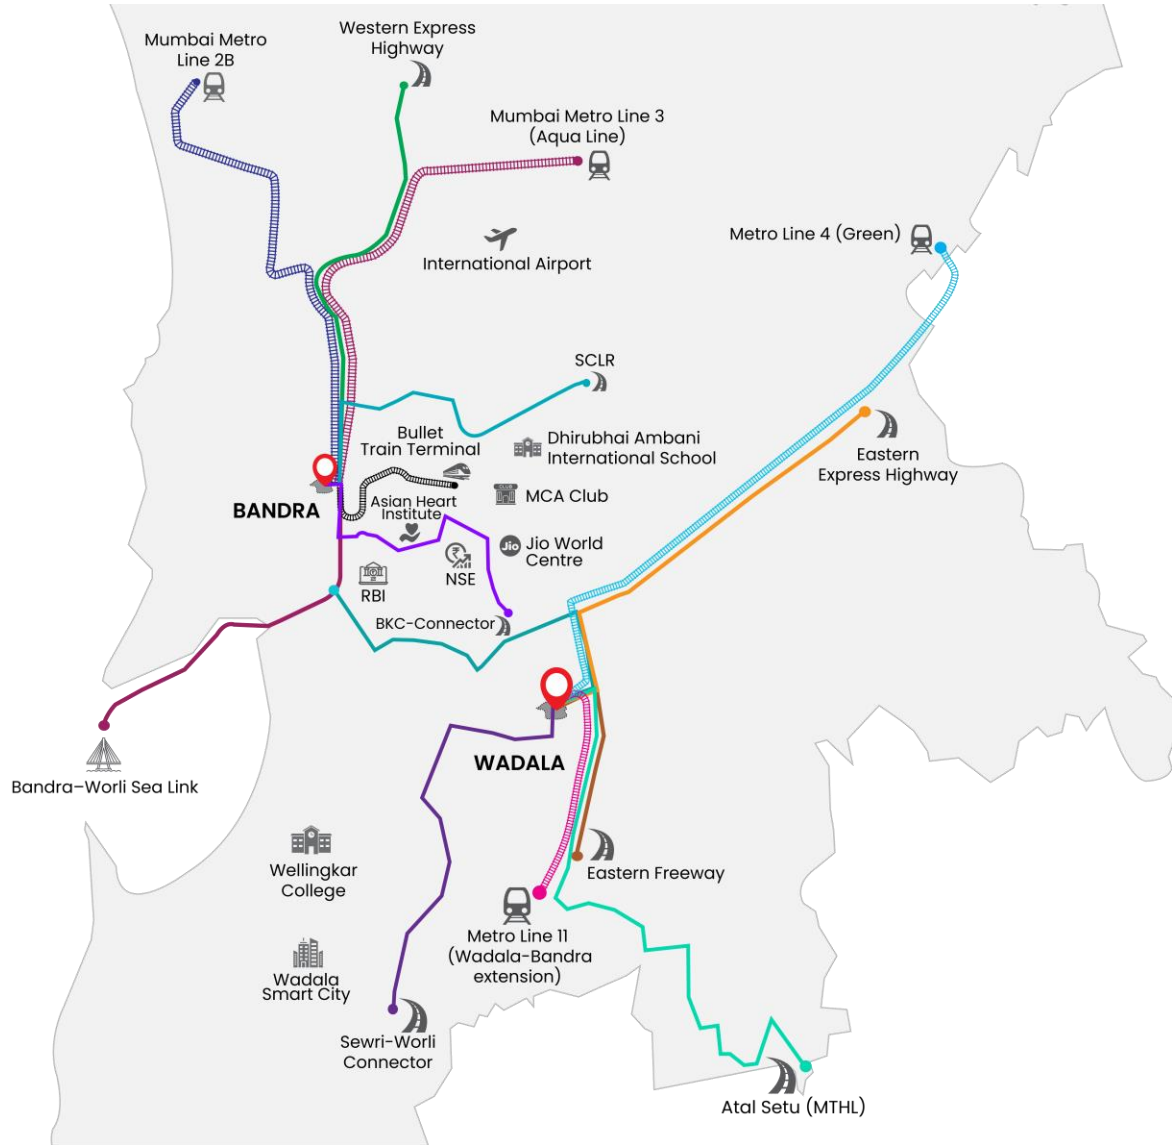 Mumbai Metro
Line 2B
Western Express
Highway
Mumbai Metro Line 3
(Aqua Line)
International Airport
Metro Line 4 (Green)
SCLR
Bullet
Train Terminal
Dhirubhai Ambani
International School
Eastern
Express Highway
BANDRA
Asian Heart
Institute
CLUB
MCA Club
Jio
Jio World
Centre
NSE
RBI
BKC-Connector
WADALA
Bandra–Worli Sea Link
Wellingkar
College
Eastern Freeway
Metro Line 11
(Wadala-Bandra
extension)
Wadala
Smart City
Sewri-Worli
Connector
Atal Setu (MTHL)